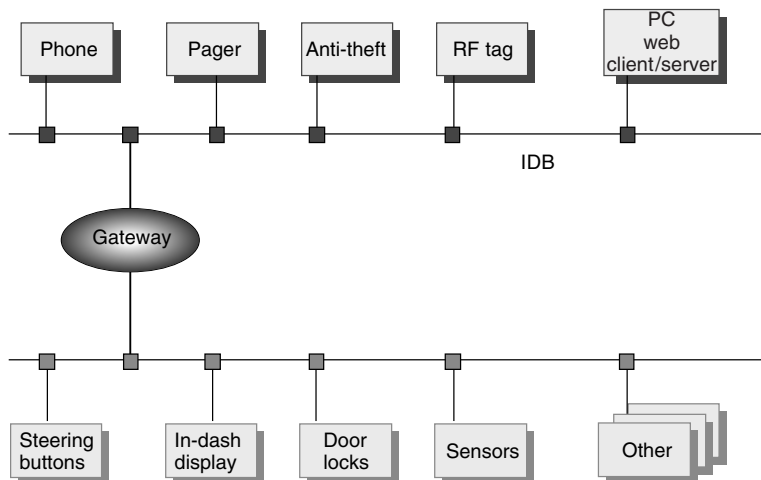 Phone
Pager
Anti-theft
RF tag
PC
web
client/server
IDB
Gateway
Steering
buttons
In-dash
display
Door
locks
Sensors
Other